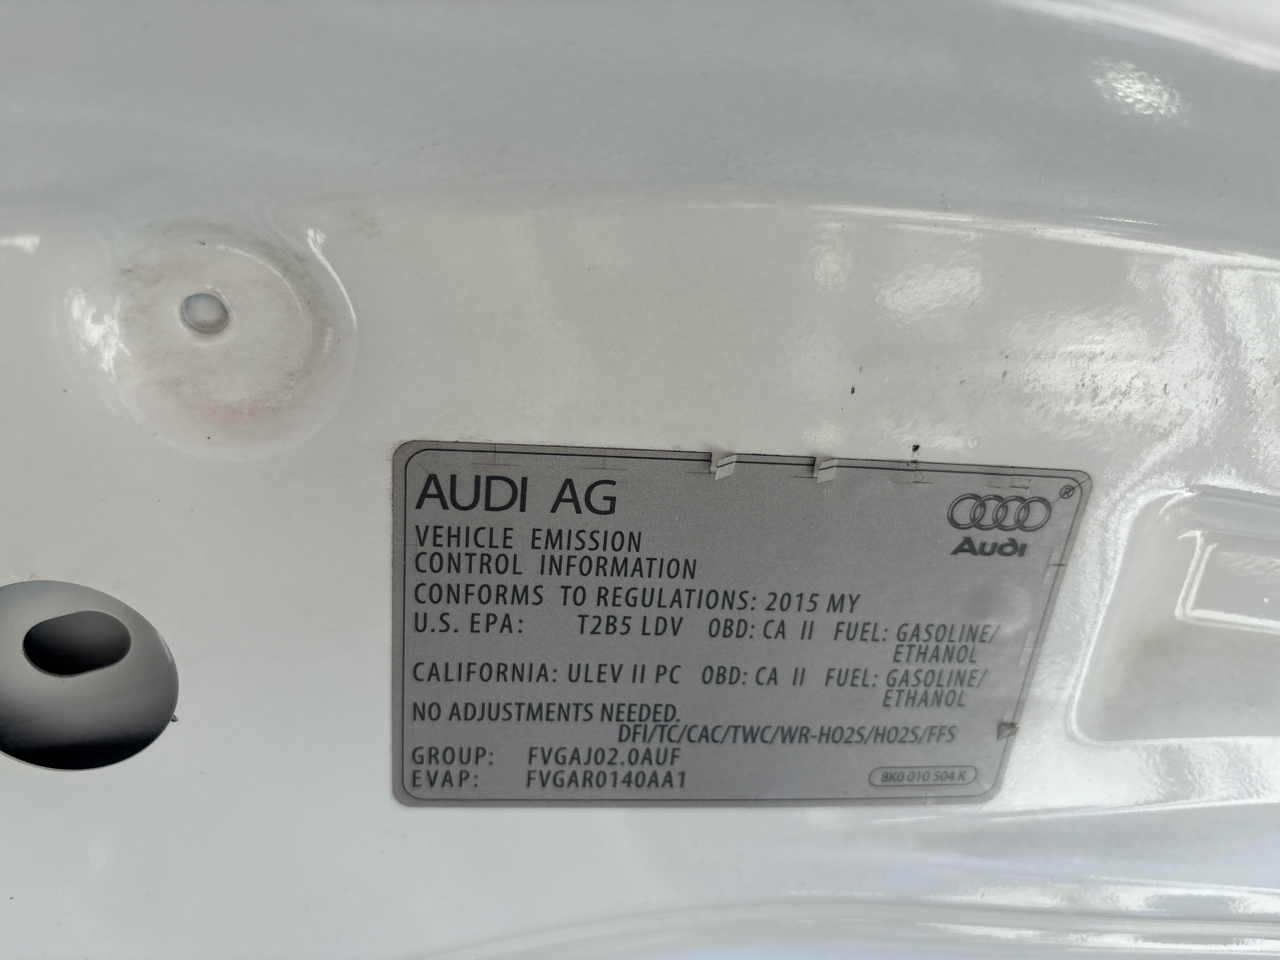 AUDI AG
Audi
®
VEHICLE EMISSION
CONTROL INFORMATION
CONFORMS TO REGULATIONS: 2015 MY
U.S. EPA: T2B5 LDV OBD: CA II FUEL: GASOLINE/
ETHANOL
CALIFORNIA: ULEV II PC OBD: CA II FUEL: GASOLINE/
ETHANOL
NO ADJUSTMENTS NEEDED.
DFI/TC/CAC/TWC/WR-HO2S/HO2S/FFS
GROUP: FVGAJ02.0AUF
EVAP: FVGAR0140AA1
8K0 010 504 K